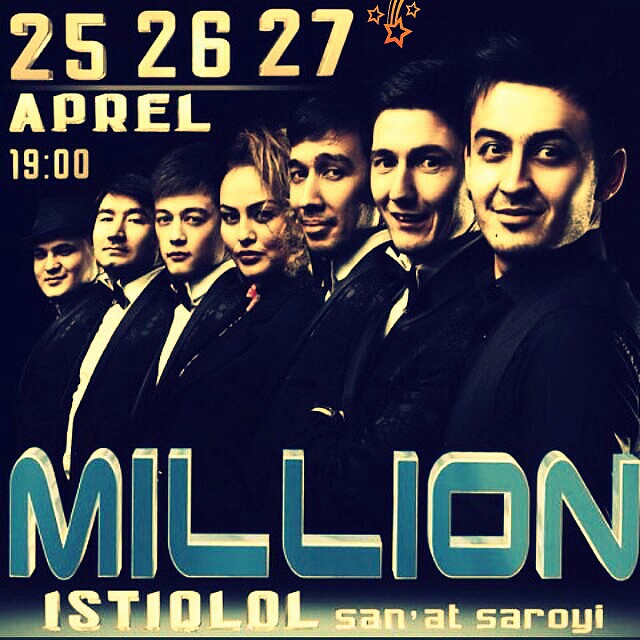 25 26 27
APREL
19:00
MILLION
ISTIQLOL san'at saroyi